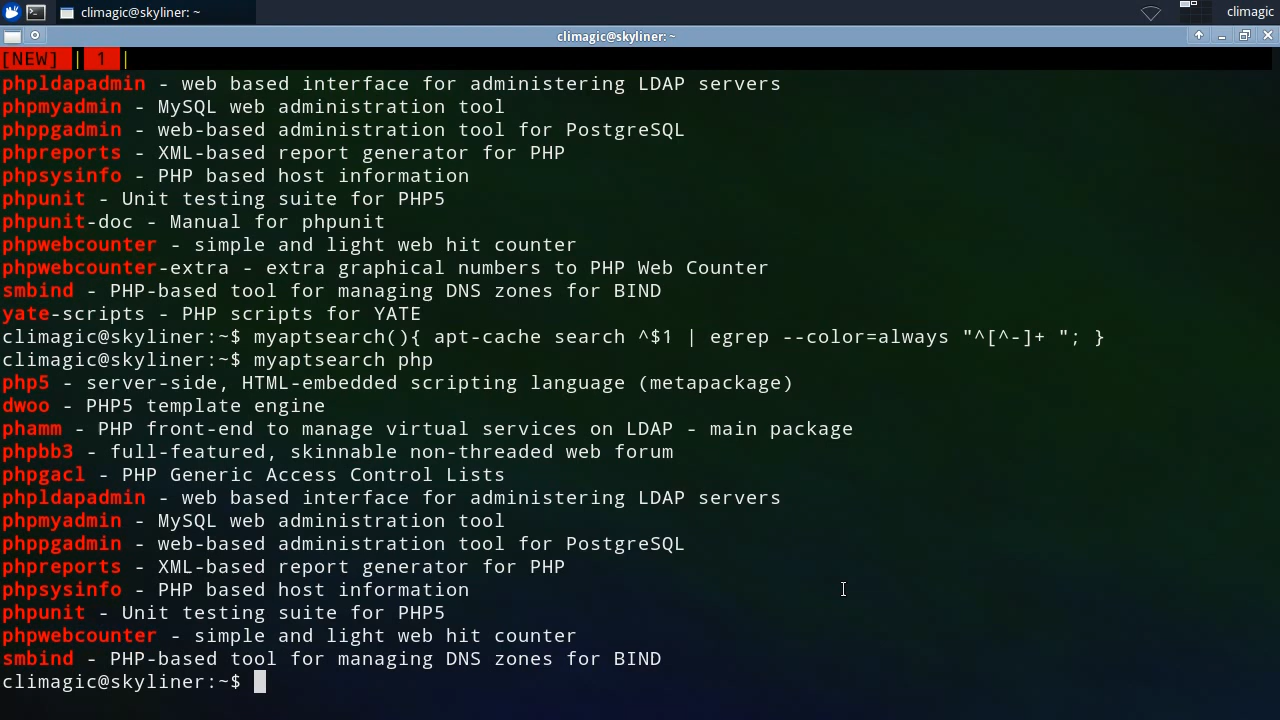 climagic@skyliner: ~
climagic
climagic@skyliner: ~
[NEW] | 1 |
phpldapadmin - web based interface for administering LDAP servers
phpmyadmin - MySQL web administration tool
phppgadmin - web-based administration tool for PostgreSQL
phpreports - XML-based report generator for PHP
phpsysinfo - PHP based host information
phpunit - Unit testing suite for PHP5
phpunit-doc - Manual for phpunit
phpwebcounter - simple and light web hit counter
phpwebcounter-extra - extra graphical numbers to PHP Web Counter
smbind - PHP-based tool for managing DNS zones for BIND
yate-scripts - PHP scripts for YATE
climagic@skyliner:~$ myaptsearch(){ apt-cache search ^$1 | egrep --color=always "^[^-]+ "; }
climagic@skyliner:~$ myaptsearch php
php5 - server-side, HTML-embedded scripting language (metapackage)
dwoo - PHP5 template engine
phamm - PHP front-end to manage virtual services on LDAP - main package
phpbb3 - full-featured, skinnable non-threaded web forum
phpgacl - PHP Generic Access Control Lists
phpldapadmin - web based interface for administering LDAP servers
phpmyadmin - MySQL web administration tool
phppgadmin - web-based administration tool for PostgreSQL
phpreports - XML-based report generator for PHP
phpsysinfo - PHP based host information
phpunit - Unit testing suite for PHP5
phpwebcounter - simple and light web hit counter
smbind - PHP-based tool for managing DNS zones for BIND
climagic@skyliner:~$